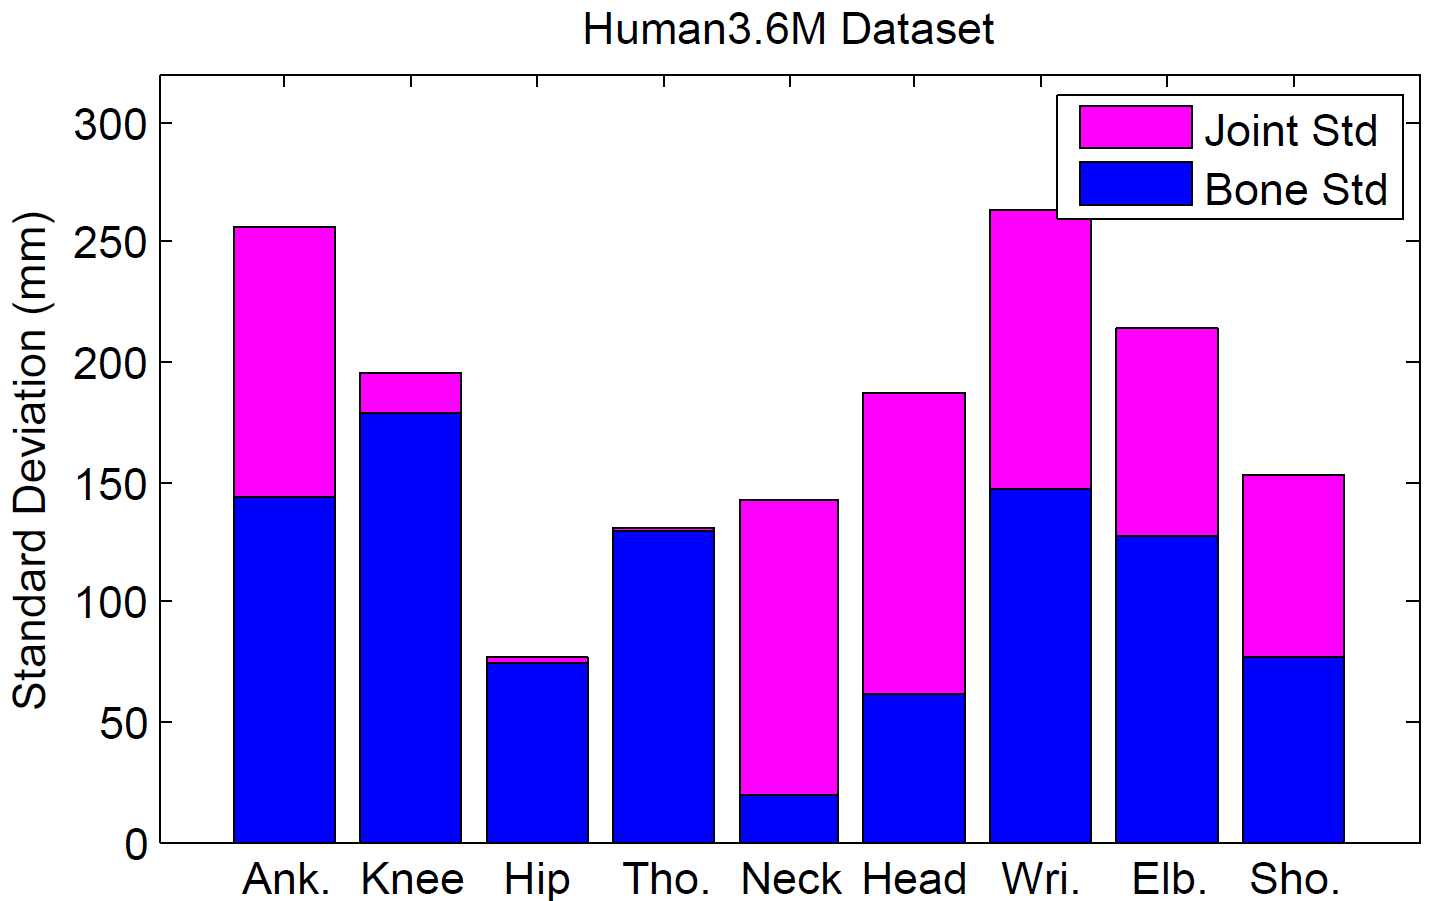 Human3.6M Dataset
Joint Std
Bone Std
Standard Deviation (mm)
300
250
200
150
100
50
0
Ank. Knee Hip Tho. Neck Head Wri. Elb. Sho.